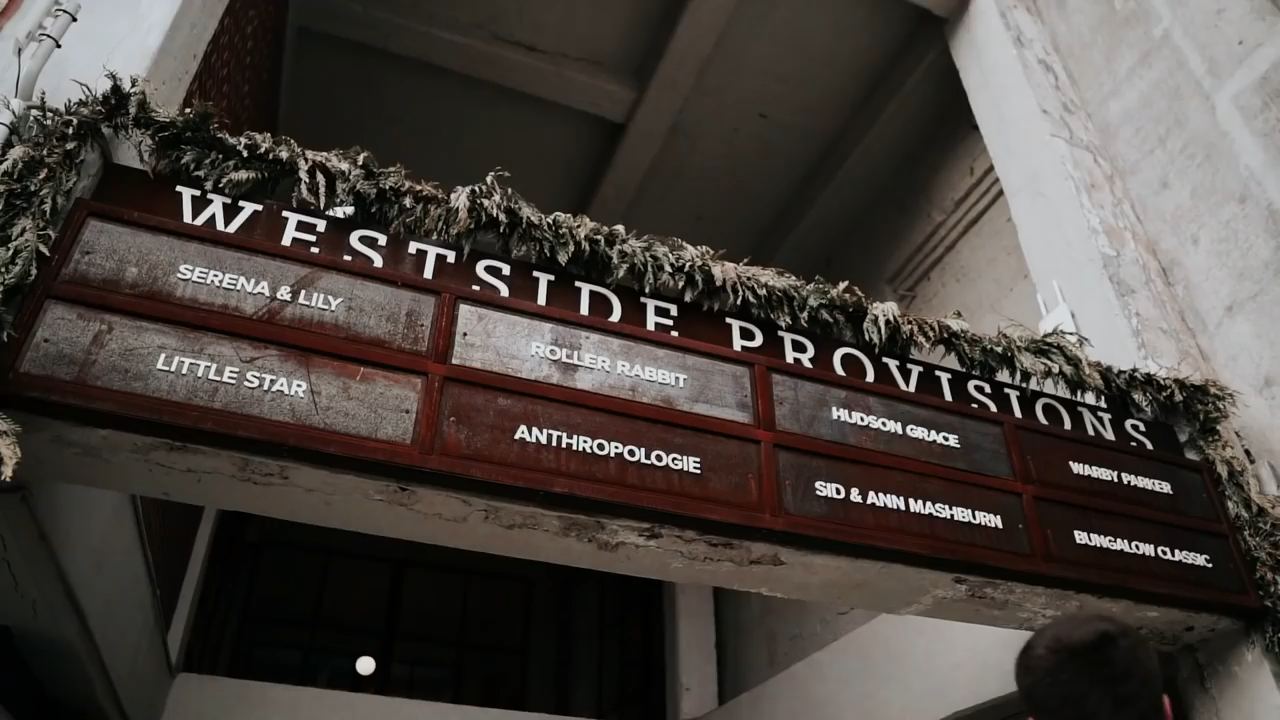 WESTSIDE PROVISIONS
SERENA & LILY
ROLLER RABBIT
HUDSON GRACE
WARBY PARKER
LITTLE STAR
ANTHROPOLOGIE
SID & ANN MASHBURN
BUNGALOW CLASSIC